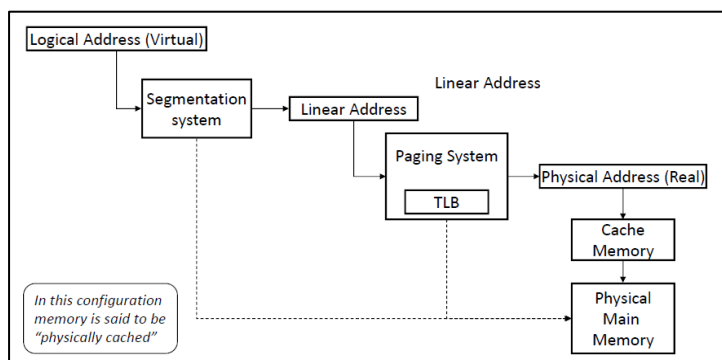 Logical Address (Virtual)
Segmentation
system
Linear Address
Linear Address
Paging System
TLB
Physical Address (Real)
Cache
Memory
Physical
Main
Memory
In this configuration
memory is said to be
“physically cached”